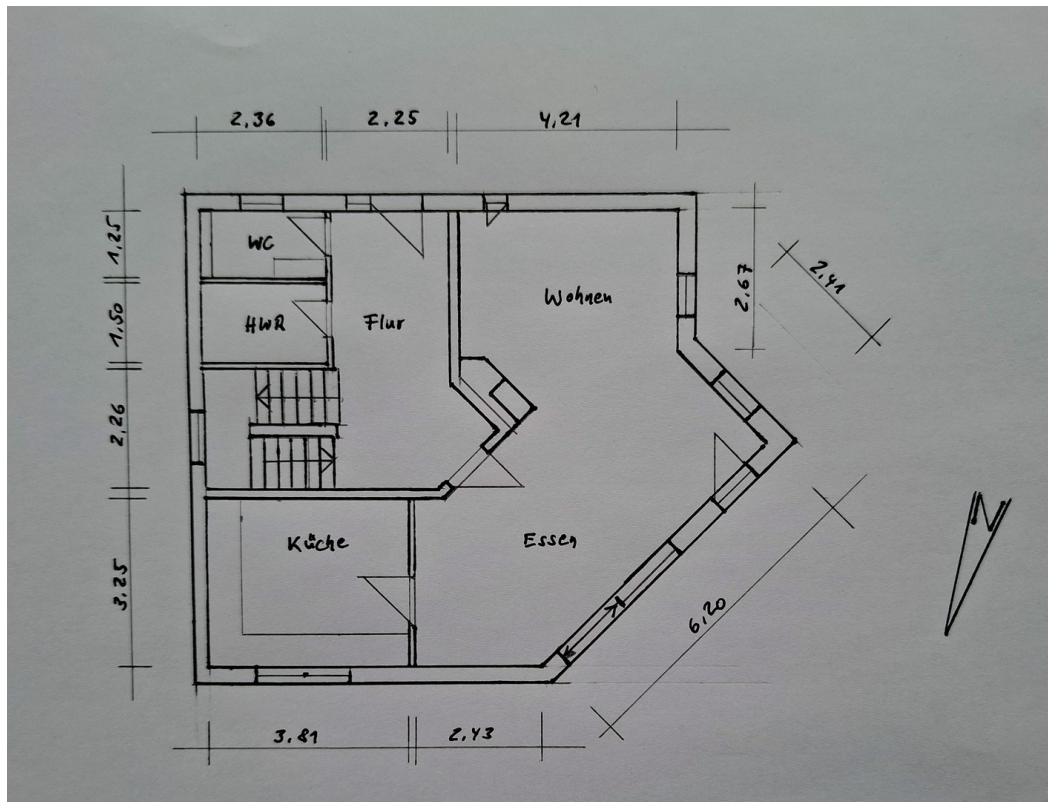 2,36
2,25
4,21
1,25
WC
2,67
2,41
Wohnen
1,50
HWR
Flur
2,26
Küche
Essen
3,25
6,20
N
3,81
2,43